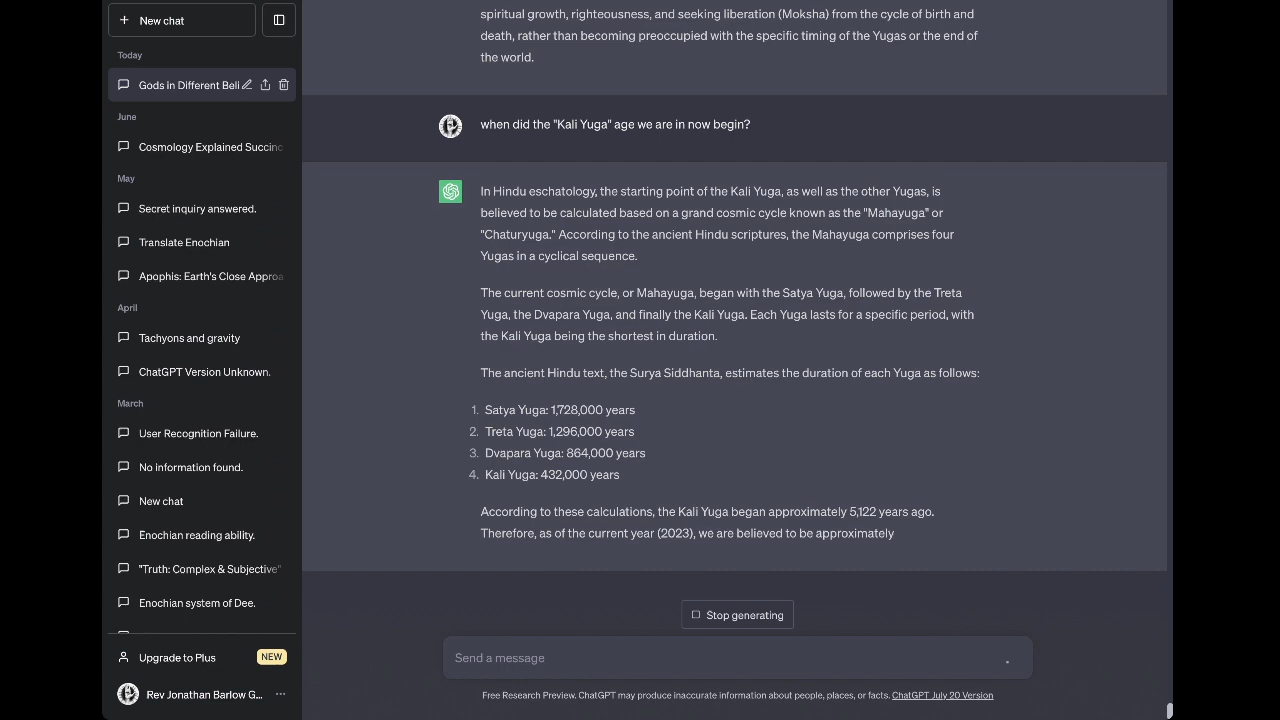 New chat
Today
Gods in Different Beli
June
Cosmology Explained Succinc
May
Secret inquiry answered.
Translate Enochian
Apophis: Earth's Close Approa
April
Tachyons and gravity
ChatGPT Version Unknown.
March
User Recognition Failure.
No information found.
New chat
Enochian reading ability.
"Truth: Complex & Subjective"
Enochian system of Dee.
Upgrade to Plus
NEW
Rev Jonathan Barlow G...
spiritual growth, righteousness, and seeking liberation (Moksha) from the cycle of birth and
death, rather than becoming preoccupied with the specific timing of the Yugas or the end of
the world.
when did the "Kali Yuga" age we are in now begin?
In Hindu eschatology, the starting point of the Kali Yuga, as well as the other Yugas, is
believed to be calculated based on a grand cosmic cycle known as the "Mahayuga" or
"Chaturyuga." According to the ancient Hindu scriptures, the Mahayuga comprises four
Yugas in a cyclical sequence.
The current cosmic cycle, or Mahayuga, began with the Satya Yuga, followed by the Treta
Yuga, the Dvapara Yuga, and finally the Kali Yuga. Each Yuga lasts for a specific period, with
the Kali Yuga being the shortest in duration.
The ancient Hindu text, the Surya Siddhanta, estimates the duration of each Yuga as follows:
1. Satya Yuga: 1,728,000 years
2. Treta Yuga: 1,296,000 years
3. Dvapara Yuga: 864,000 years
4. Kali Yuga: 432,000 years
According to these calculations, the Kali Yuga began approximately 5,122 years ago.
Therefore, as of the current year (2023), we are believed to be approximately
Stop generating
Send a message
Free Research Preview. ChatGPT may produce inaccurate information about people, places, or facts. ChatGPT July 20 Version